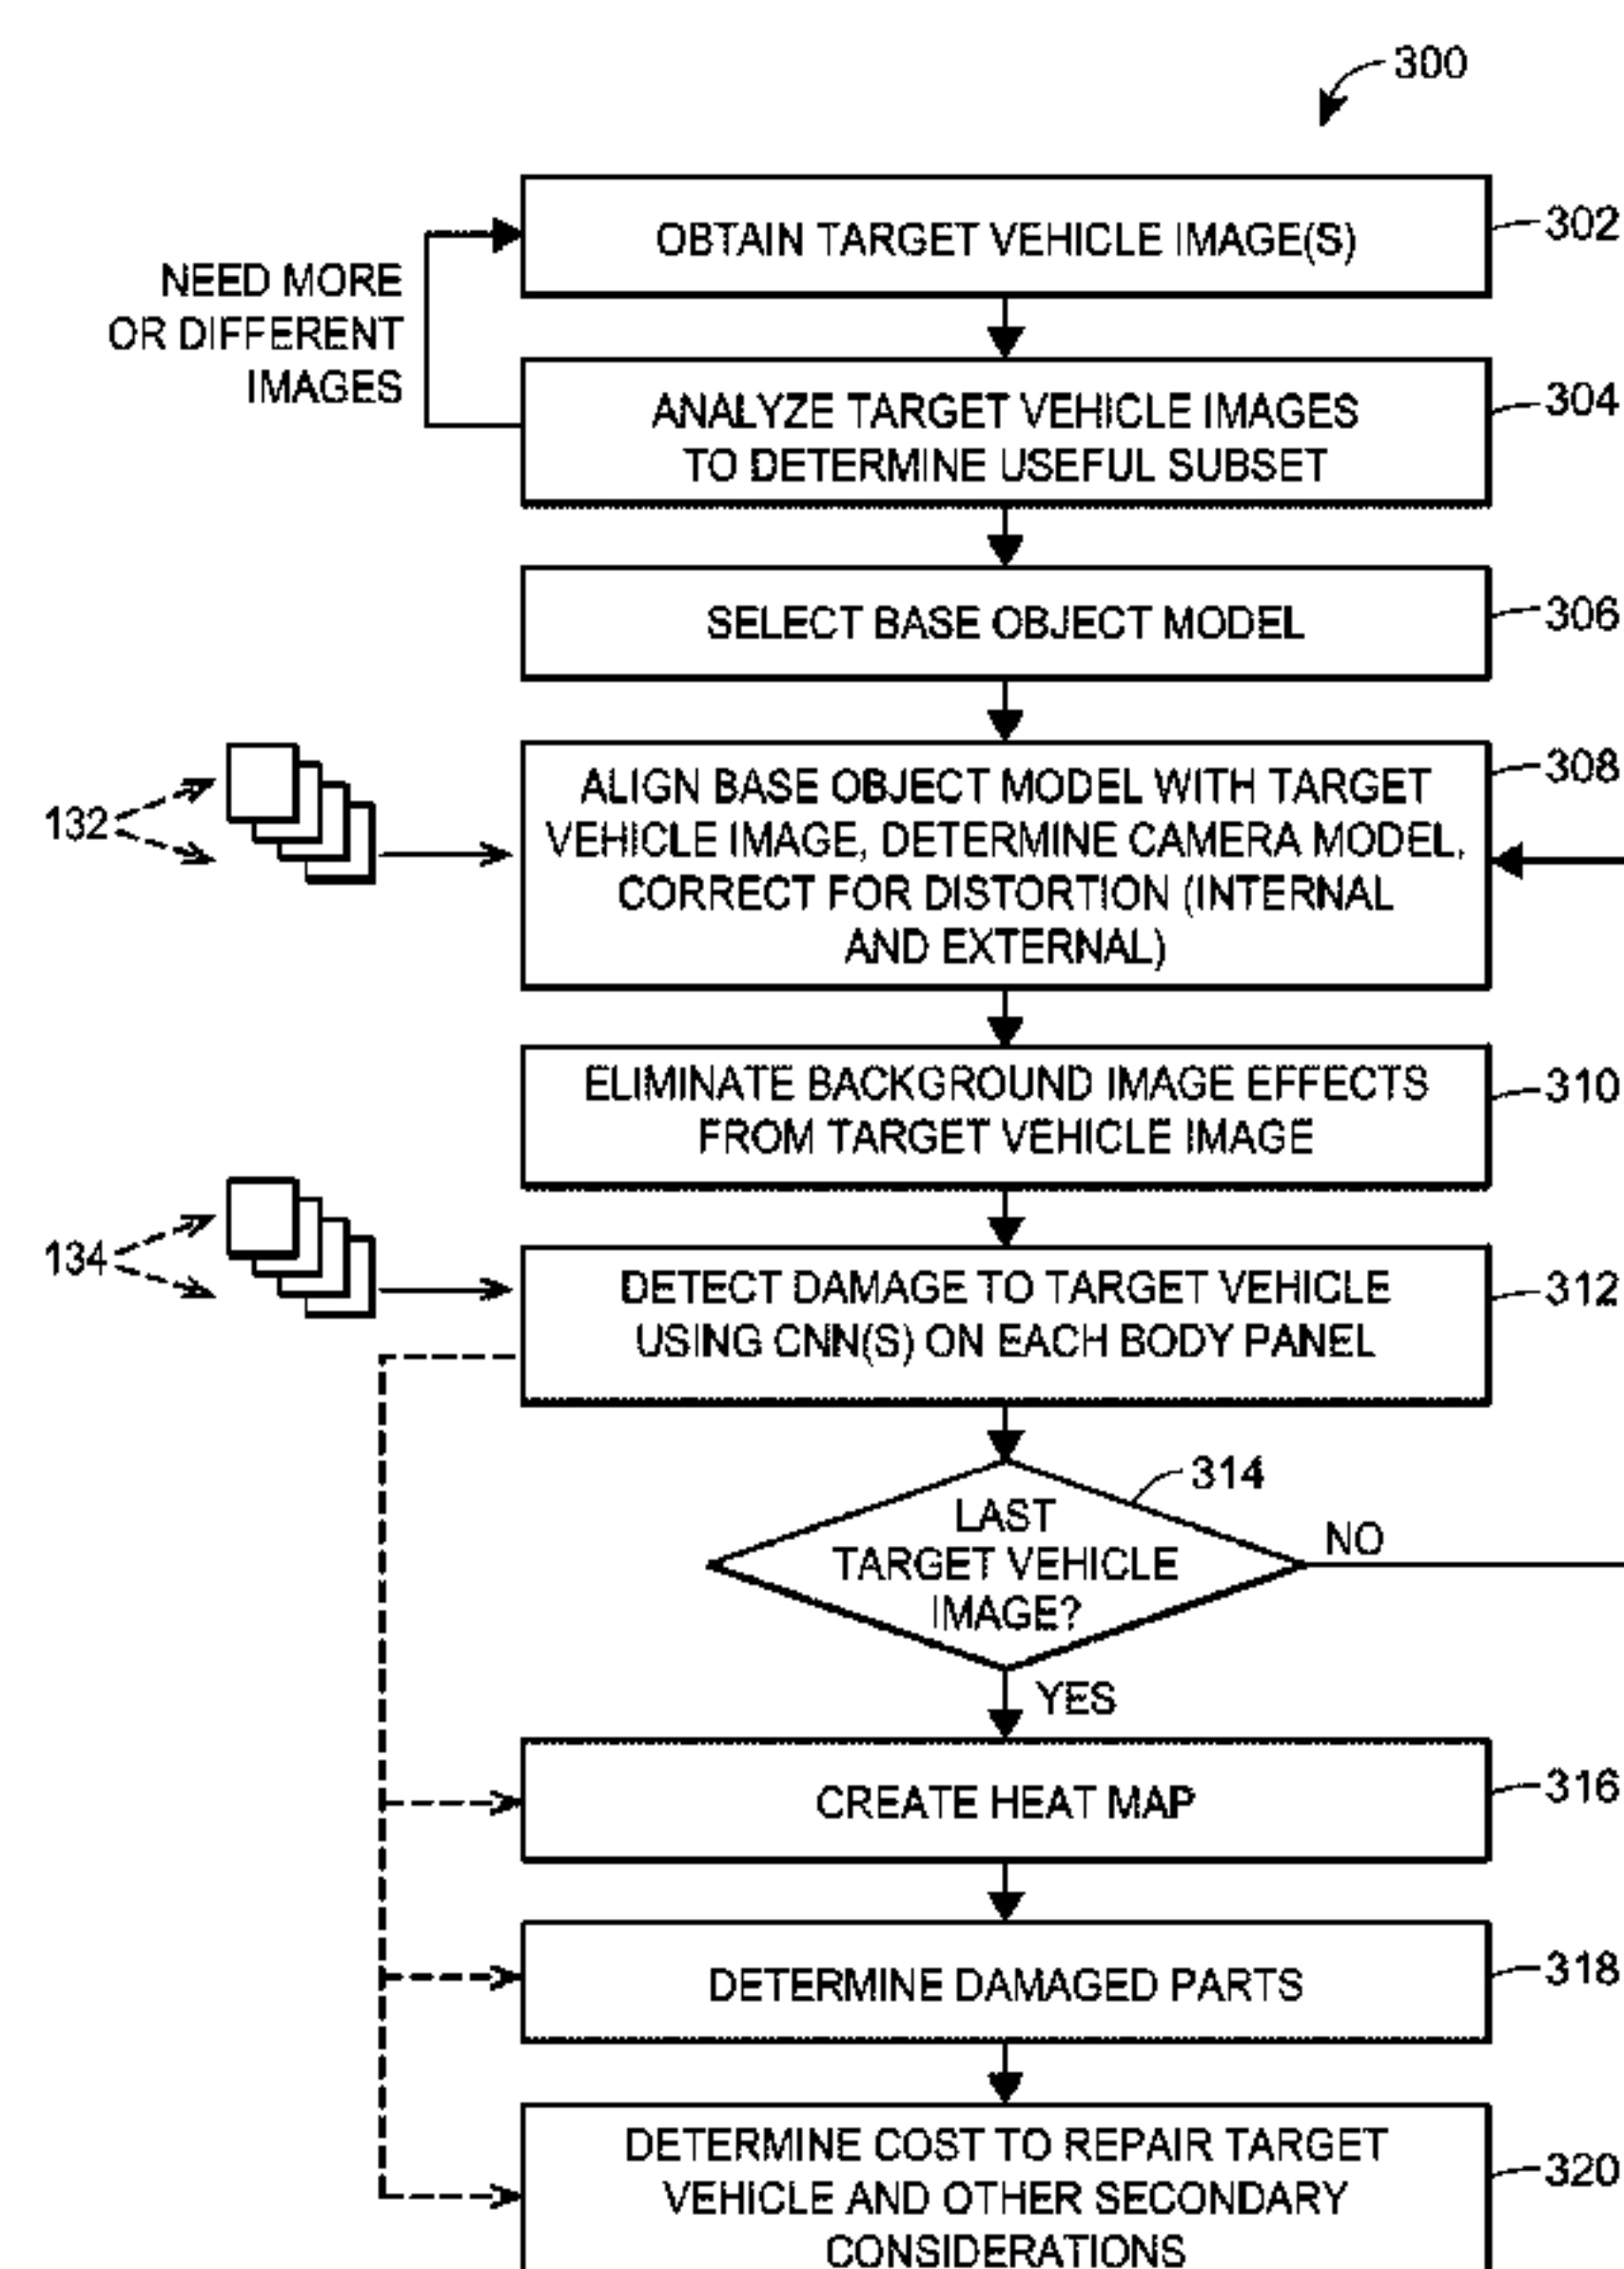 300
OBTAIN TARGET VEHICLE IMAGE(S)
302
NEED MORE
OR DIFFERENT
IMAGES
ANALYZE TARGET VEHICLE IMAGES
TO DETERMINE USEFUL SUBSET
304
SELECT BASE OBJECT MODEL
306
132
ALIGN BASE OBJECT MODEL WITH TARGET
VEHICLE IMAGE, DETERMINE CAMERA MODEL,
CORRECT FOR DISTORTION (INTERNAL
AND EXTERNAL)
308
ELIMINATE BACKGROUND IMAGE EFFECTS
FROM TARGET VEHICLE IMAGE
310
134
DETECT DAMAGE TO TARGET VEHICLE
USING CNN(S) ON EACH BODY PANEL
312
314
LAST
TARGET VEHICLE
IMAGE?
NO
YES
CREATE HEAT MAP
316
DETERMINE DAMAGED PARTS
318
DETERMINE COST TO REPAIR TARGET
VEHICLE AND OTHER SECONDARY
CONSIDERATIONS
320